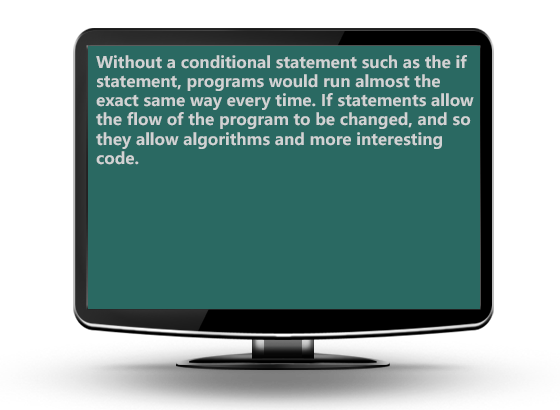 Without a conditional statement such as the if
statement, programs would run almost the
exact same way every time. If statements allow
the flow of the program to be changed, and so
they allow algorithms and more interesting
code.